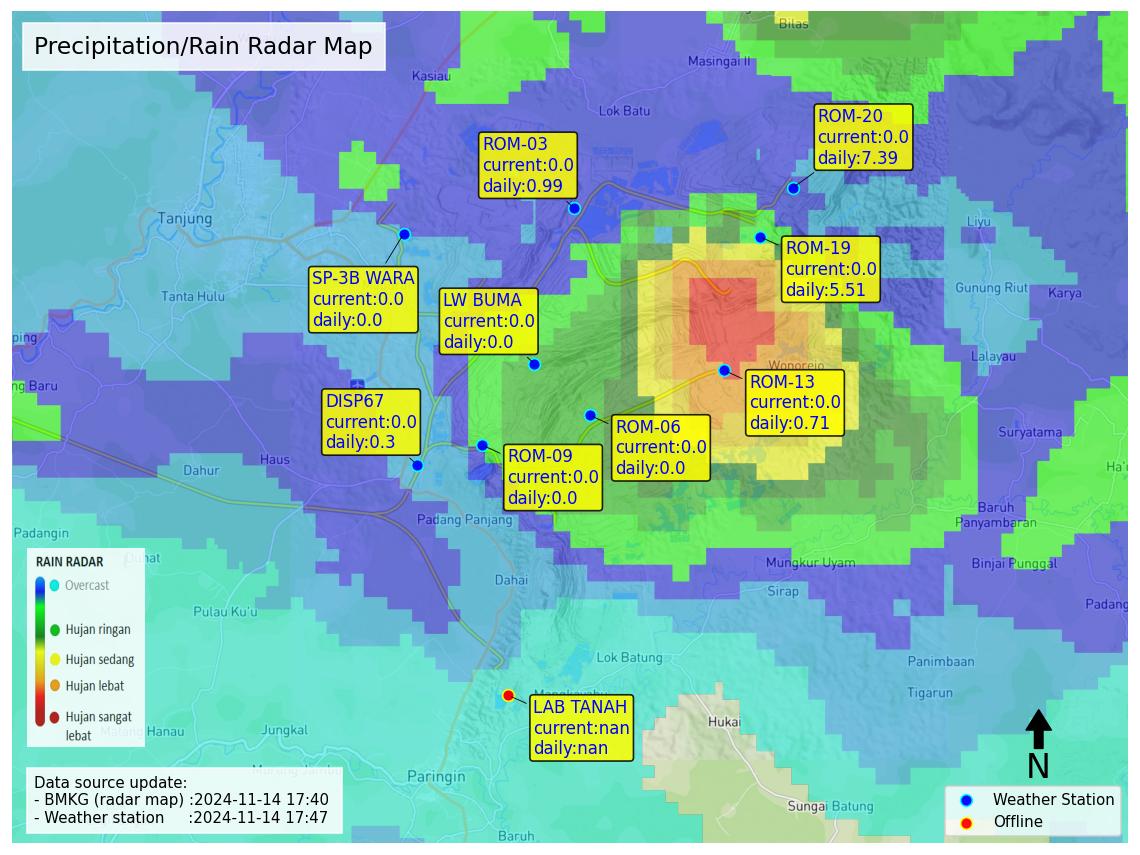 Precipitation/Rain Radar Map
Bilas
Masingai II
Kasiau
Lok Batu
ROM-20
current:0.0
daily:7.39
ROM-03
current:0.0
daily:0.99
Tanjung
Liyu
ROM-19
current:0.0
daily:5.51
SP-3B WARA
current:0.0
daily:0.0
Tanta Hulu
LW BUMA
current:0.0
daily:0.0
Gunung Riut
Karya
ping
Lalayau
Wonorejo
ng Baru
ROM-13
current:0.0
daily:0.71
DISP67
current:0.0
daily:0.3
ROM-06
current:0.0
daily:0.0
Suryatama
ROM-09
current:0.0
daily:0.0
Haus
Dahur
Ha'u
Baruh
Panyambaran
Padang Panjang
Padangin
Mungkur Uyam
Binjai Punggal
RAIN RADAR
Overcast
Hujan ringan
Hujan sedang
Hujan lebat
Hujan sangat
lebat
Dahai
Sirap
Padang
Pulau Ku'u
Lok Batung
Panimbaan
Tigarun
LAB TANAH
current:nan
daily:nan
Hukai
Jungkal
Manau
Paringin
N
Data source update:
- BMKG (radar map) :2024-11-14 17:40
- Weather station :2024-11-14 17:47
Sungai Batung
Weather Station
Offline
Baruh